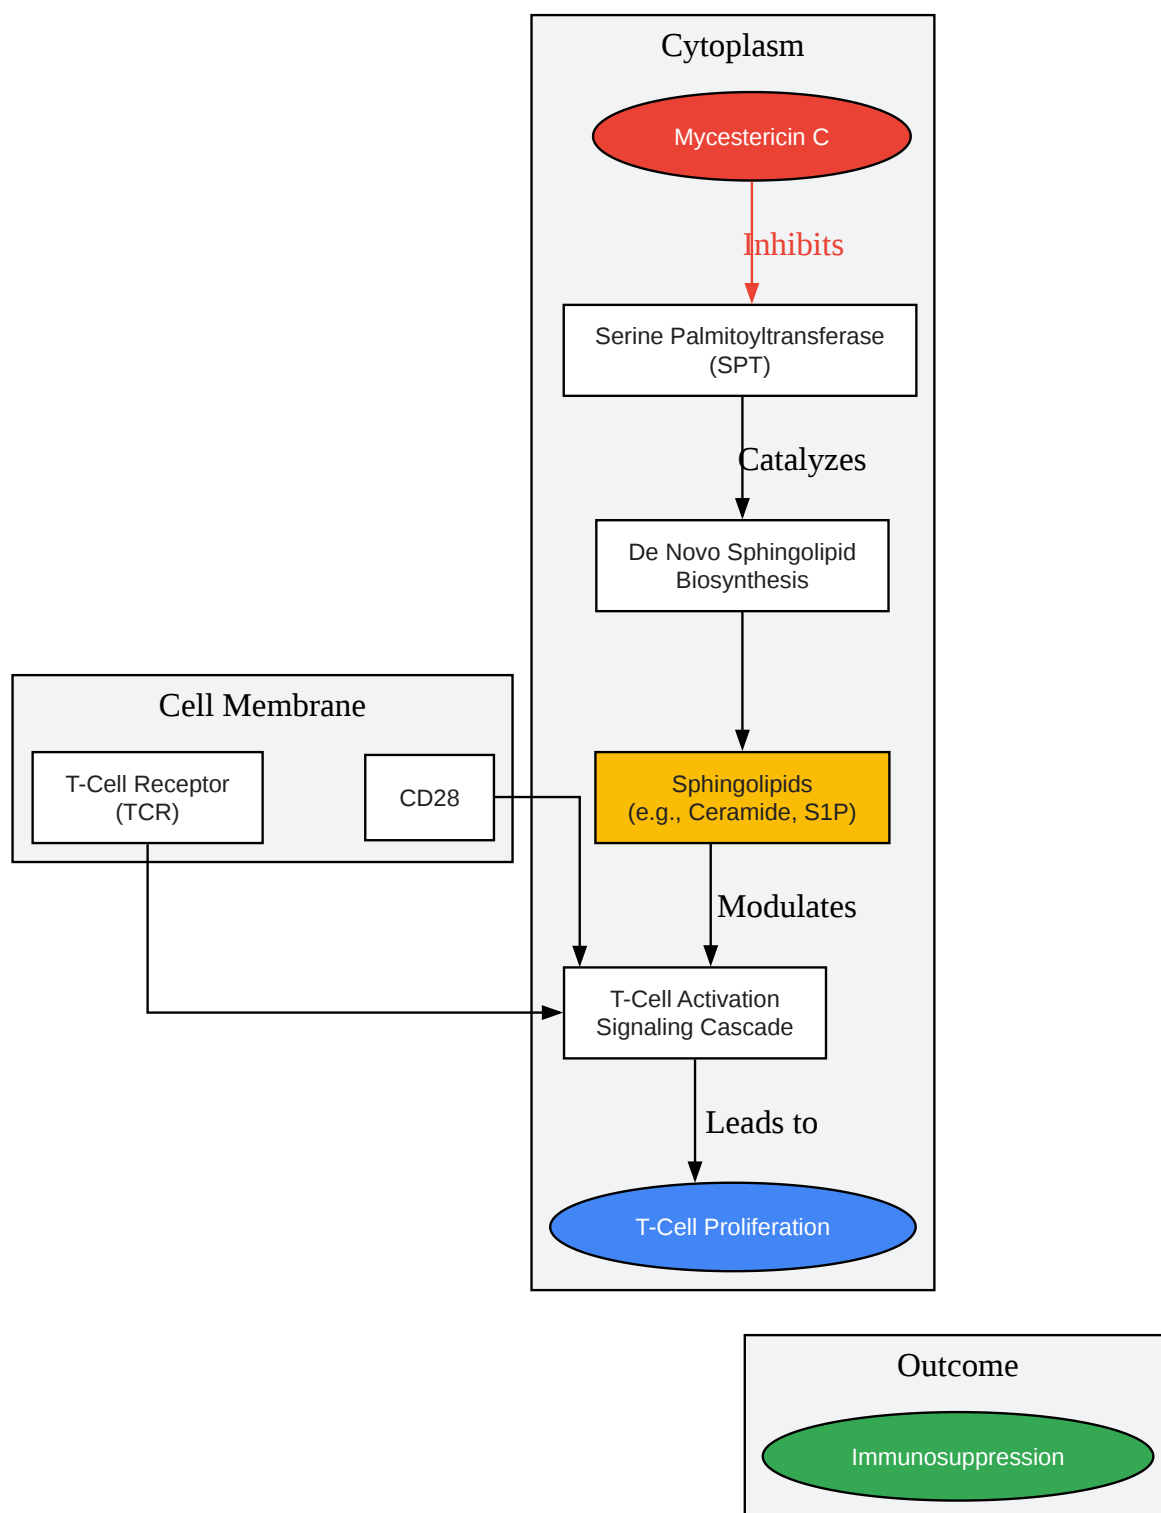 Cytoplasm
Mycestericin C
Inhibits
Serine Palmitoyltransferase
(SPT)
Catalyzes
De Novo Sphingolipid
Biosynthesis
Cell Membrane
T-Cell Receptor
(TCR)
CD28
Sphingolipids
(e.g., Ceramide, S1P)
Modulates
T-Cell Activation
Signaling Cascade
Leads to
T-Cell Proliferation
Outcome
Immunosuppression